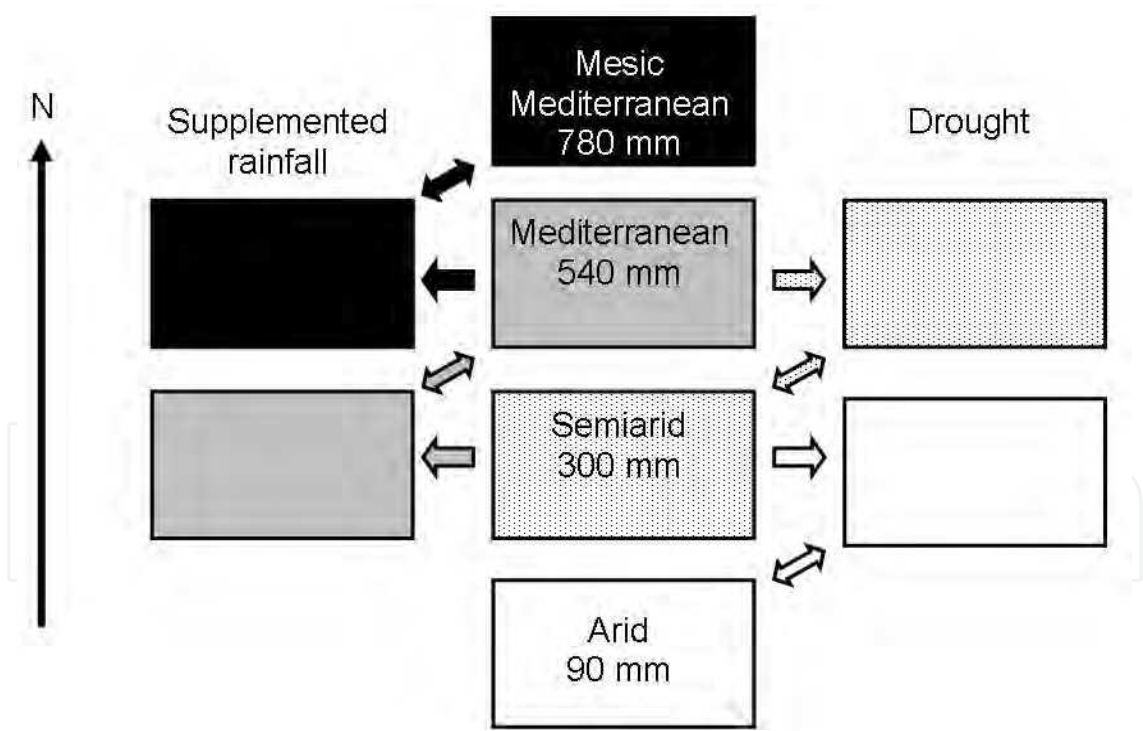 N
Supplemented
rainfall
Mesic
Mediterranean
780 mm
Drought
Mediterranean
540 mm
Semiarid
300 mm
Arid
90 mm